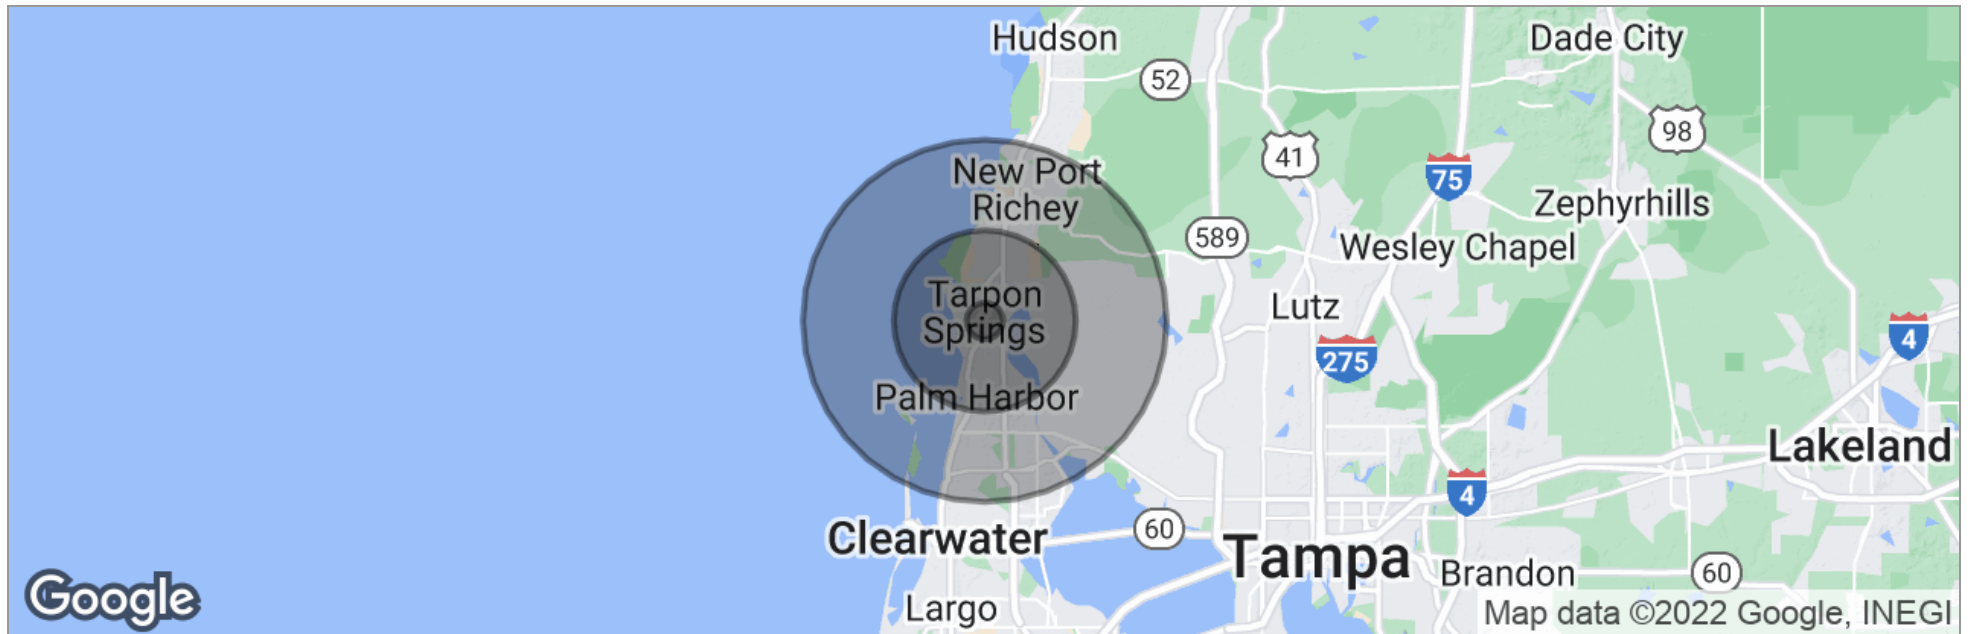 Hudson
Dade City
52
98
41
New Port
Richey
75
Zephyrhills
589
Wesley Chapel
Tarpon
Springs
Lutz
4
275
Palm Harbor
Lakeland
4
Clearwater
60
Tampa
Brandon
60
Google
Largo
Map data ©2022 Google, INEGI